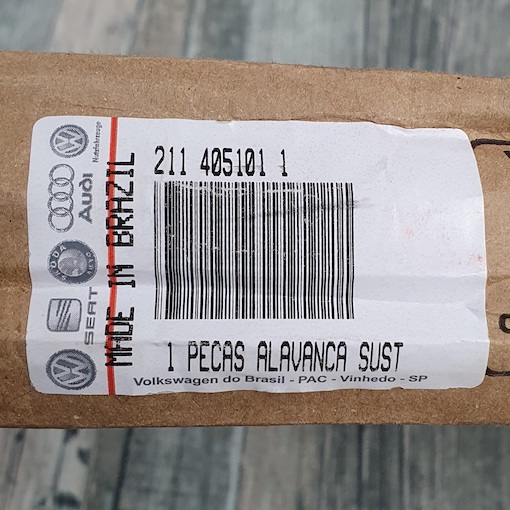 211 405101 1
1 PECAS ALAVANCA SUST
Volkswagen do Brasil - PAC - Vinhedo - SP
MADE IN BRAZIL
Nutzfahrzeuge
Audi
SKODA
SEAT